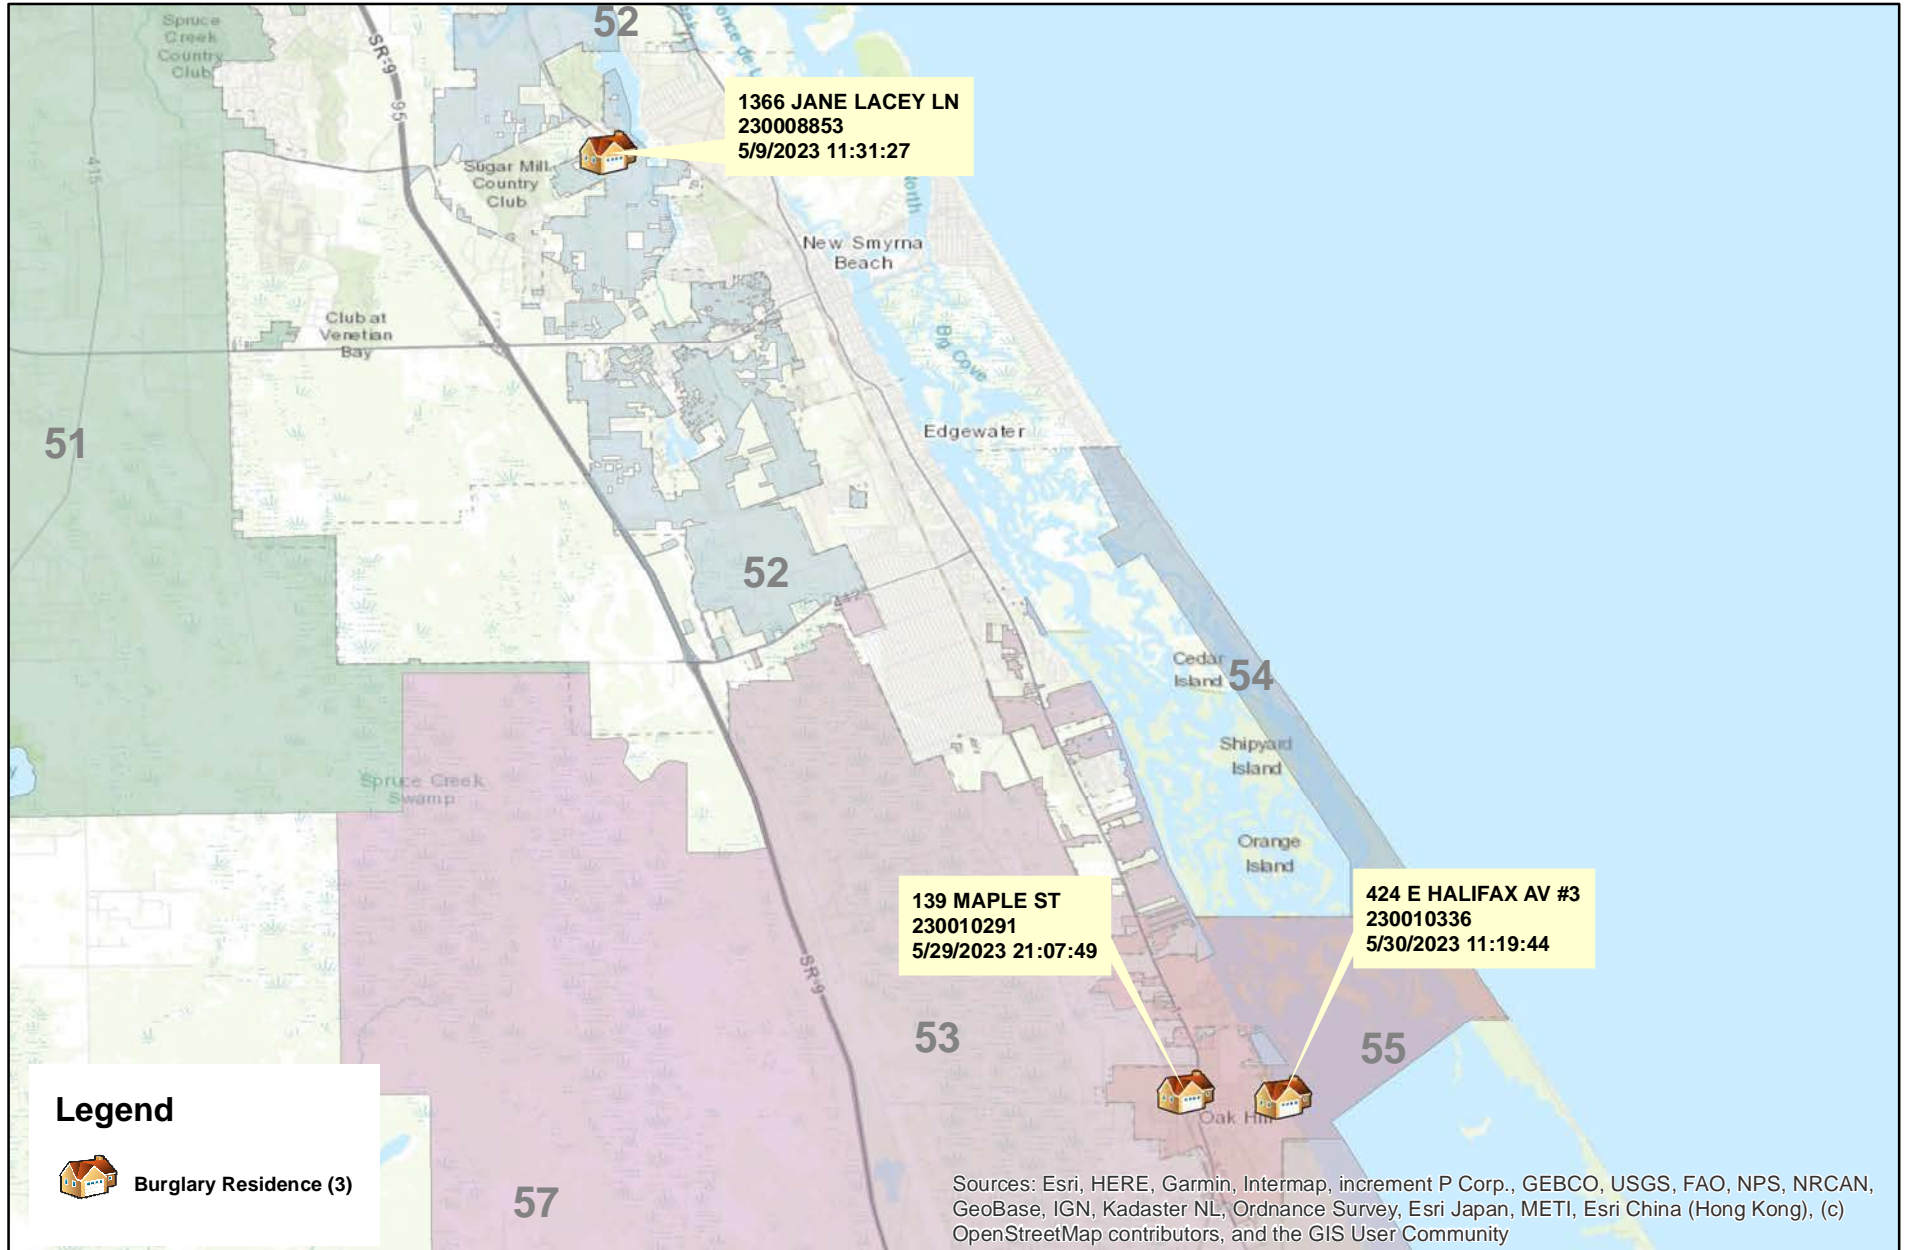 Spruce
Creek
Country
Club
52
SR-9
95
415
1366 JANE LACEY LN
230008853
5/9/2023 11:31:27
Sugar Mill
Country
Club
North
New Smyrna
Beach
Club at
Venetian
Bay
Big Cove
51
Edgewater
52
Cedar
Island
54
Shipyard
Island
Spruce Creek
Swamp
Orange
Island
139 MAPLE ST
230010291
5/29/2023 21:07:49
424 E HALIFAX AV #3
230010336
5/30/2023 11:19:44
SR-9
53
55
Oak Hill
Legend
Burglary Residence (3)
57
Sources: Esri, HERE, Garmin, Intermap, increment P Corp., GEBCO, USGS, FAO, NPS, NRCAN,
GeoBase, IGN, Kadaster NL, Ordnance Survey, Esri Japan, METI, Esri China (Hong Kong), (c)
OpenStreetMap contributors, and the GIS User Community